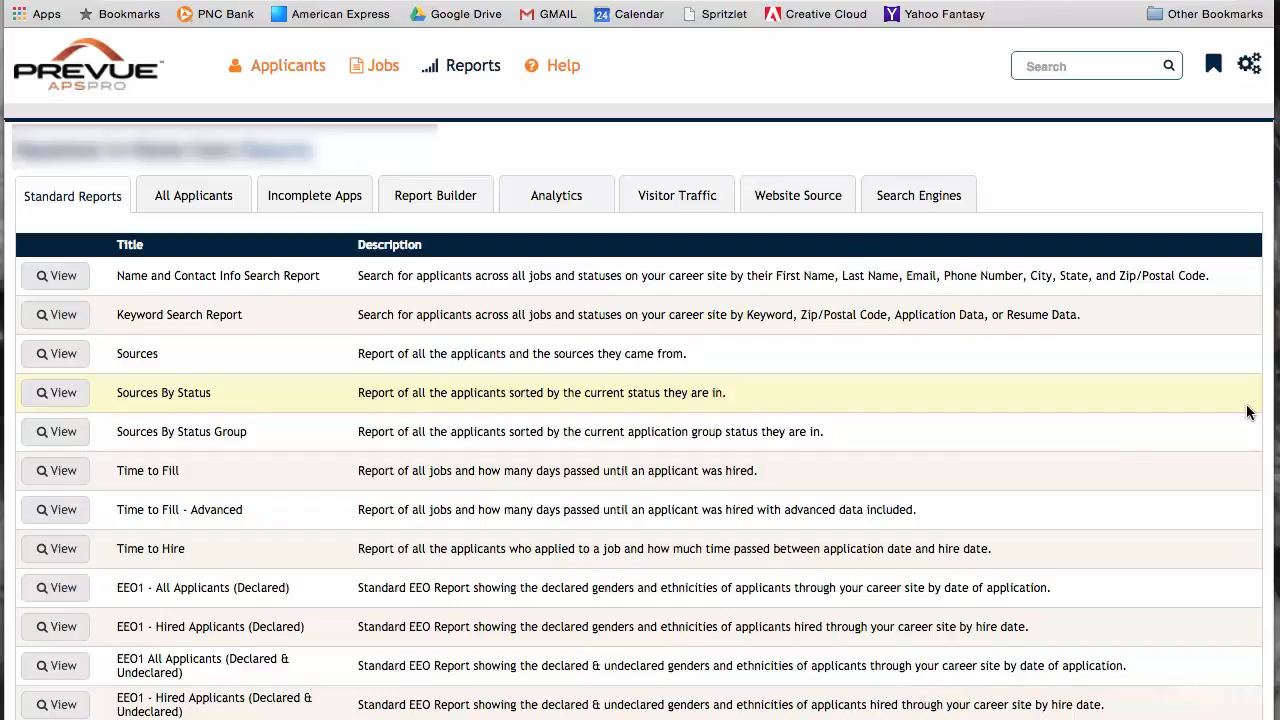 Apps Bookmarks PNC Bank American Express Google Drive GMAIL 24 Calendar Spritzlet Creative Cloud Yahoo Fantasy Other Bookmarks
PREVUE™ APSPRO Applicants Jobs Reports Help Search
Standard Reports All Applicants Incomplete Apps Report Builder Analytics Visitor Traffic Website Source Search Engines
Title Description
View Name and Contact Info Search Report Search for applicants across all jobs and statuses on your career site by their First Name, Last Name, Email, Phone Number, City, State, and Zip/Postal Code.
View Keyword Search Report Search for applicants across all jobs and statuses on your career site by Keyword, Zip/Postal Code, Application Data, or Resume Data.
View Sources Report of all the applicants and the sources they came from.
View Sources By Status Report of all the applicants sorted by the current status they are in.
View Sources By Status Group Report of all the applicants sorted by the current application group status they are in.
View Time to Fill Report of all jobs and how many days passed until an applicant was hired.
View Time to Fill - Advanced Report of all jobs and how many days passed until an applicant was hired with advanced data included.
View Time to Hire Report of all the applicants who applied to a job and how much time passed between application date and hire date.
View EEO1 - All Applicants (Declared) Standard EEO Report showing the declared genders and ethnicities of applicants through your career site by date of application.
View EEO1 - Hired Applicants (Declared) Standard EEO Report showing the declared genders and ethnicities of applicants hired through your career site by hire date.
View EEO1 All Applicants (Declared & Undeclared) Standard EEO Report showing the declared & undeclared genders and ethnicities of applicants through your career site by date of application.
View EEO1 - Hired Applicants (Declared & Undeclared) Standard EEO Report showing the declared & undeclared genders and ethnicities of applicants hired through your career site by hire date.